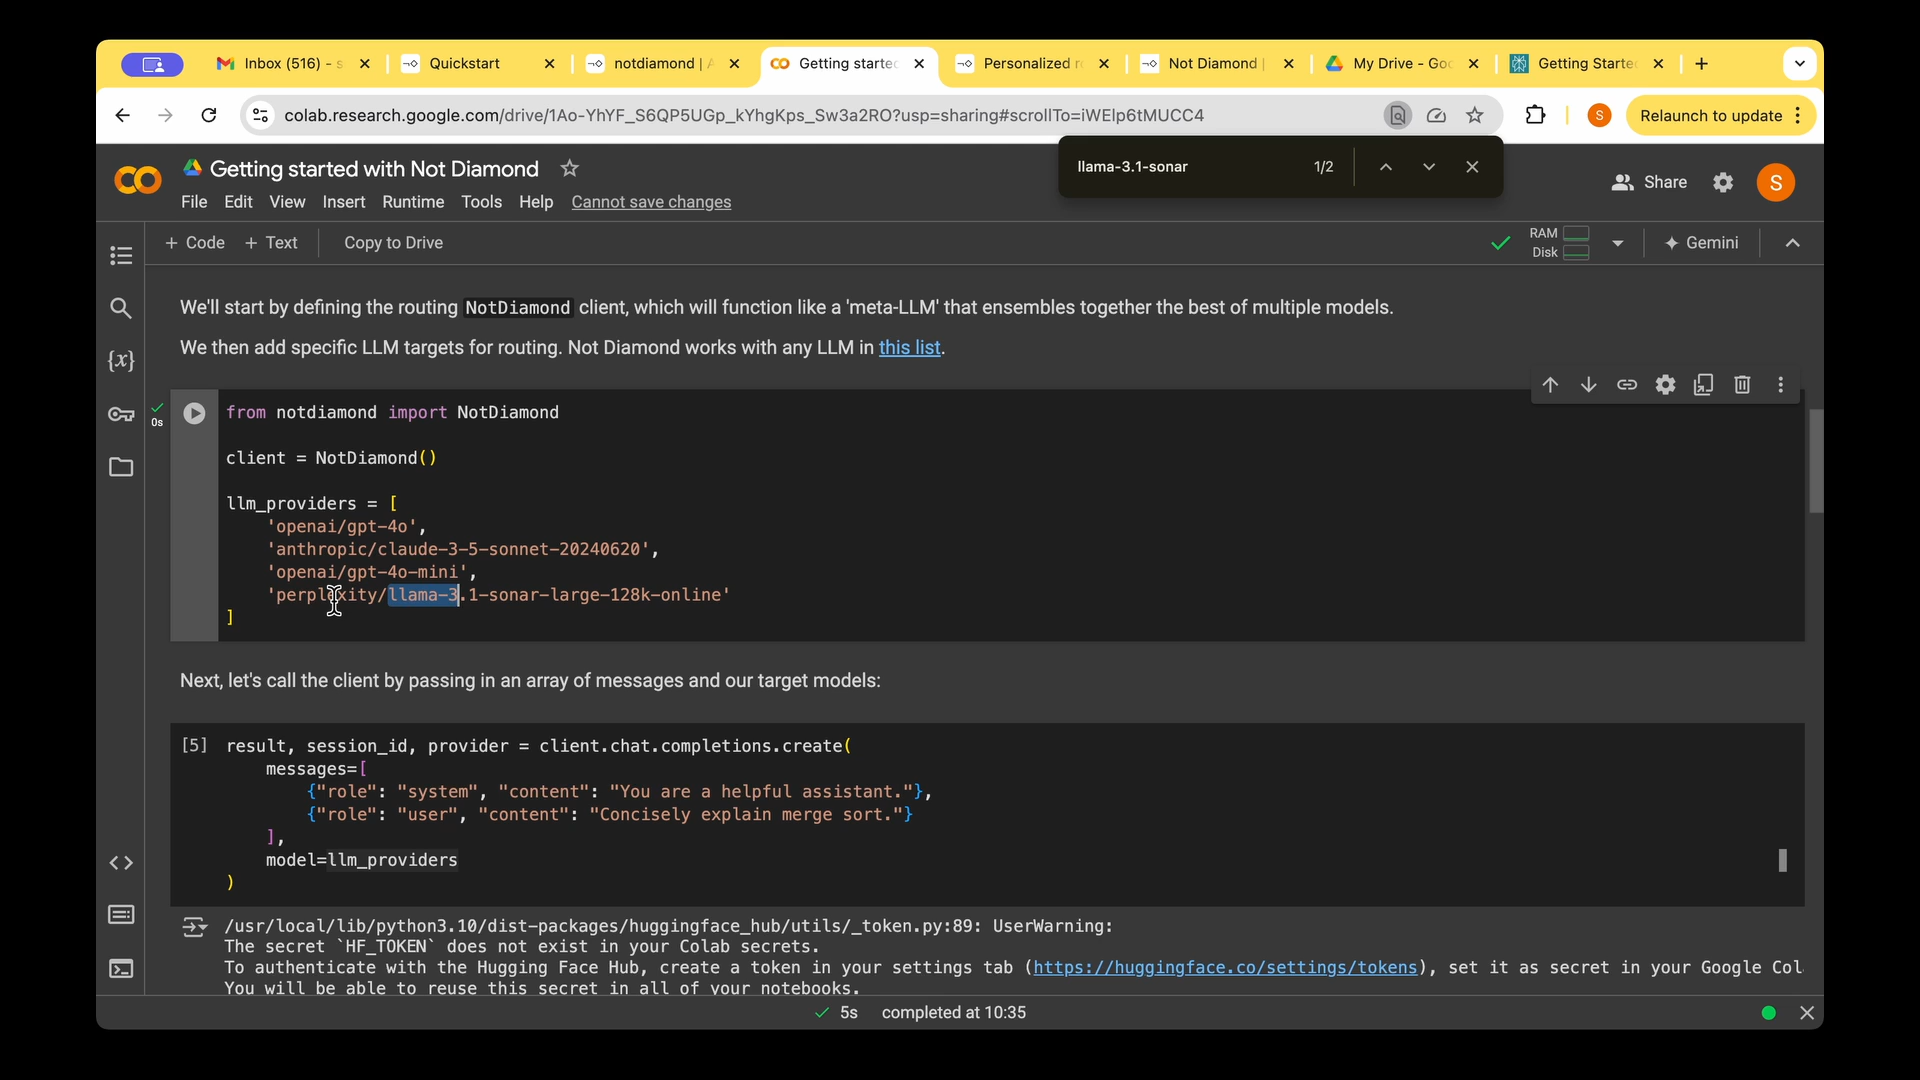 Inbox (516) - s
Quickstart
notdiamond | A
Getting starte
Personalized r
Not Diamond |
My Drive - Goo
Getting Starte
colab.research.google.com/drive/1Ao-YhYF_S6QP5UGp_kYhgKps_Sw3a2RO?usp=sharing#scrollTo=iWElp6tMUCC4
S
Relaunch to update
llama-3.1-sonar 1/2
Getting started with Not Diamond
File Edit View Insert Runtime Tools Help Cannot save changes
Share
S
+ Code + Text Copy to Drive
RAM
Disk
Gemini
We'll start by defining the routing NotDiamond client, which will function like a 'meta-LLM' that ensembles together the best of multiple models.
We then add specific LLM targets for routing. Not Diamond works with any LLM in this list.
0s
from notdiamond import NotDiamond
client = NotDiamond()
llm_providers = [
'openai/gpt-4o',
'anthropic/claude-3-5-sonnet-20240620',
'openai/gpt-4o-mini',
'perplexity/llama-3.1-sonar-large-128k-online'
]
Next, let's call the client by passing in an array of messages and our target models:
[5] result, session_id, provider = client.chat.completions.create(
messages=[
{"role": "system", "content": "You are a helpful assistant."},
{"role": "user", "content": "Concisely explain merge sort."}
],
model=llm_providers
)
/usr/local/lib/python3.10/dist-packages/huggingface_hub/utils/_token.py:89: UserWarning:
The secret `HF_TOKEN` does not exist in your Colab secrets.
To authenticate with the Hugging Face Hub, create a token in your settings tab (https://huggingface.co/settings/tokens), set it as secret in your Google Col
You will be able to reuse this secret in all of your notebooks.
5s completed at 10:35